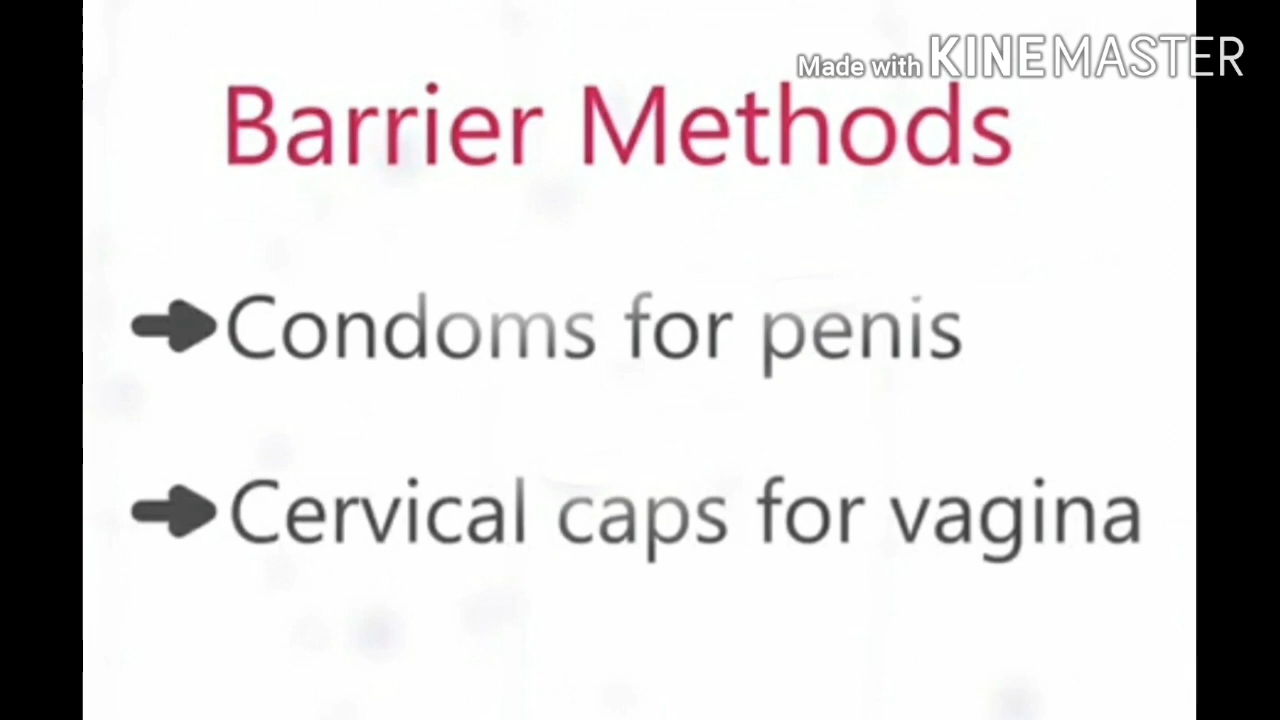 Made with KINEMASTER
Barrier Methods
Condoms for penis
Cervical caps for vagina